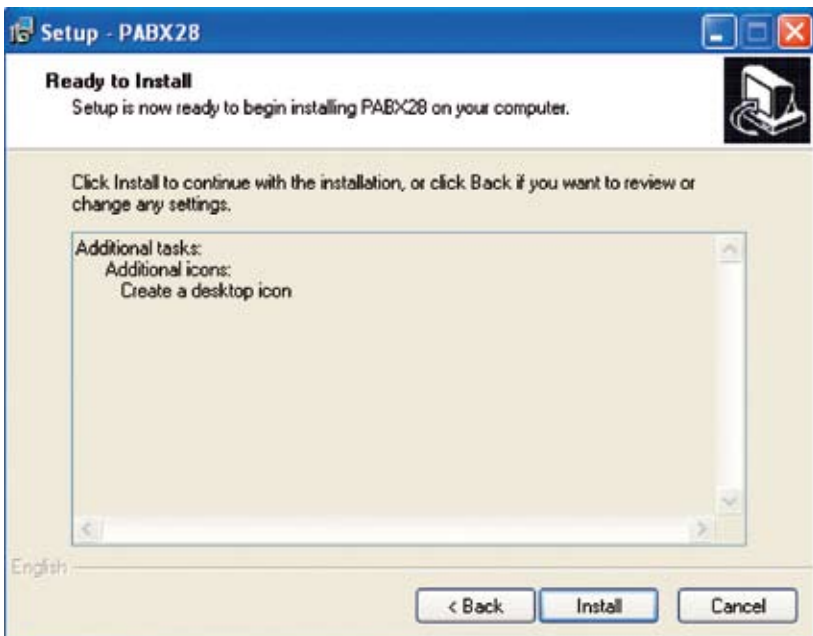 Setup - PABX28
Ready to Install
Setup is now ready to begin installing PABX28 on your computer.
Click Install to continue with the installation, or click Back if you want to review or
change any settings.
Additional tasks:
Additional icons:
Create a desktop icon
English
< Back
Install
Cancel